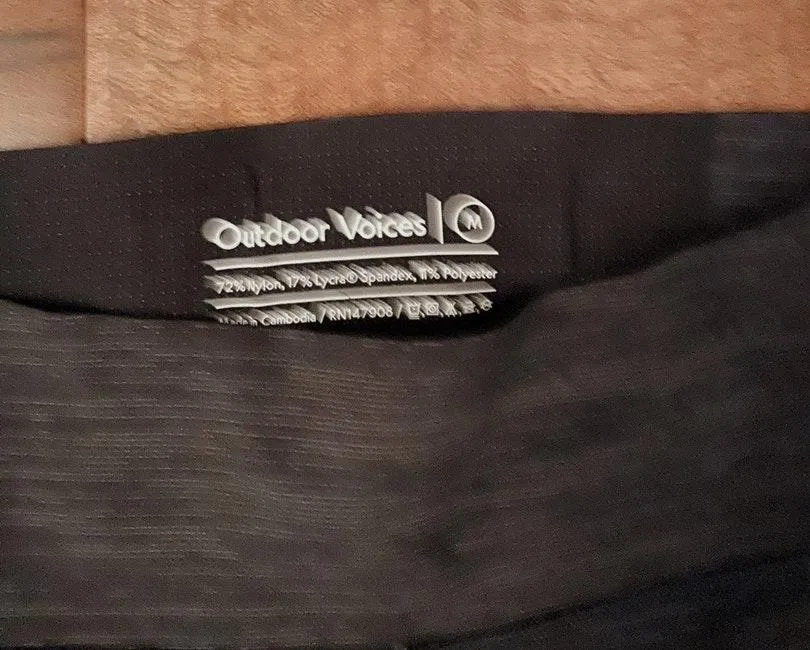 Outdoor Voices | M
72% Nylon, 17% Lycra® Spandex, 11% Polyester
Made in Cambodia / RN147908 /